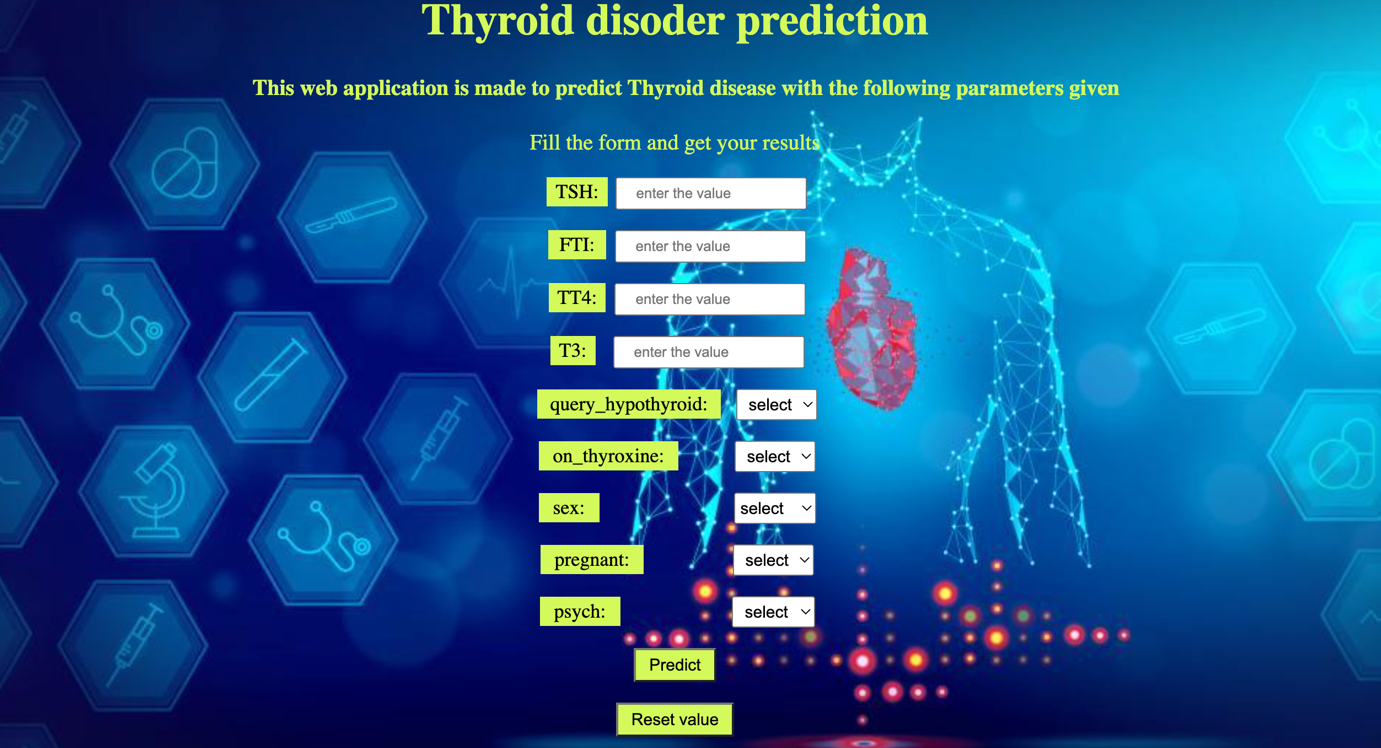 Thyroid disoder prediction
This web application is made to predict Thyroid disease with the following parameters given
Fill the form and get your results
TSH: enter the value
FTI: enter the value
TT4: enter the value
T3: enter the value
query_hypothyroid: select
on_thyroxine: select
sex: select
pregnant: select
psych: select
Predict
Reset value